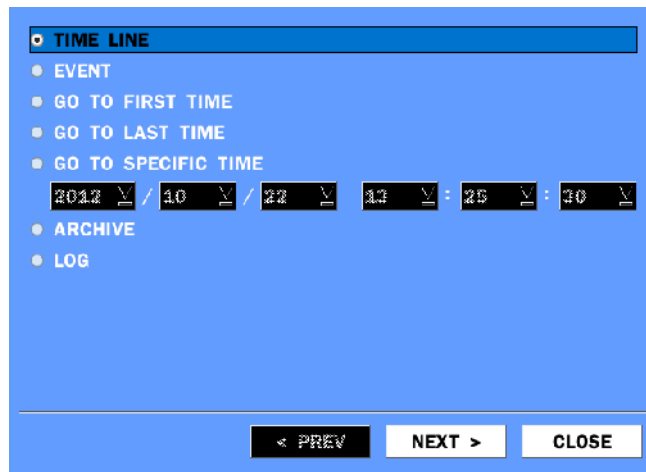 TIME LINE
EVENT
GO TO FIRST TIME
GO TO LAST TIME
GO TO SPECIFIC TIME
2012 / 10 / 22 13 : 25 : 30
ARCHIVE
LOG
< PREV NEXT > CLOSE